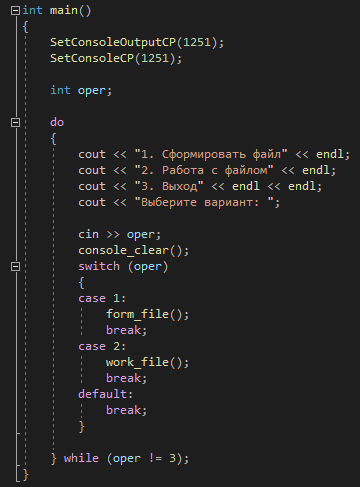 int main()
{
SetConsoleOutputCP(1251);
SetConsoleCP(1251);
int oper;
do
{
cout << "1. Сформировать файл" << endl;
cout << "2. Работа с файлом" << endl;
cout << "3. Выход" << endl << endl;
cout << "Выберите вариант: ";
cin >> oper;
console_clear();
switch (oper)
{
case 1:
form_file();
break;
case 2:
work_file();
break;
default:
break;
}
} while (oper != 3);
}